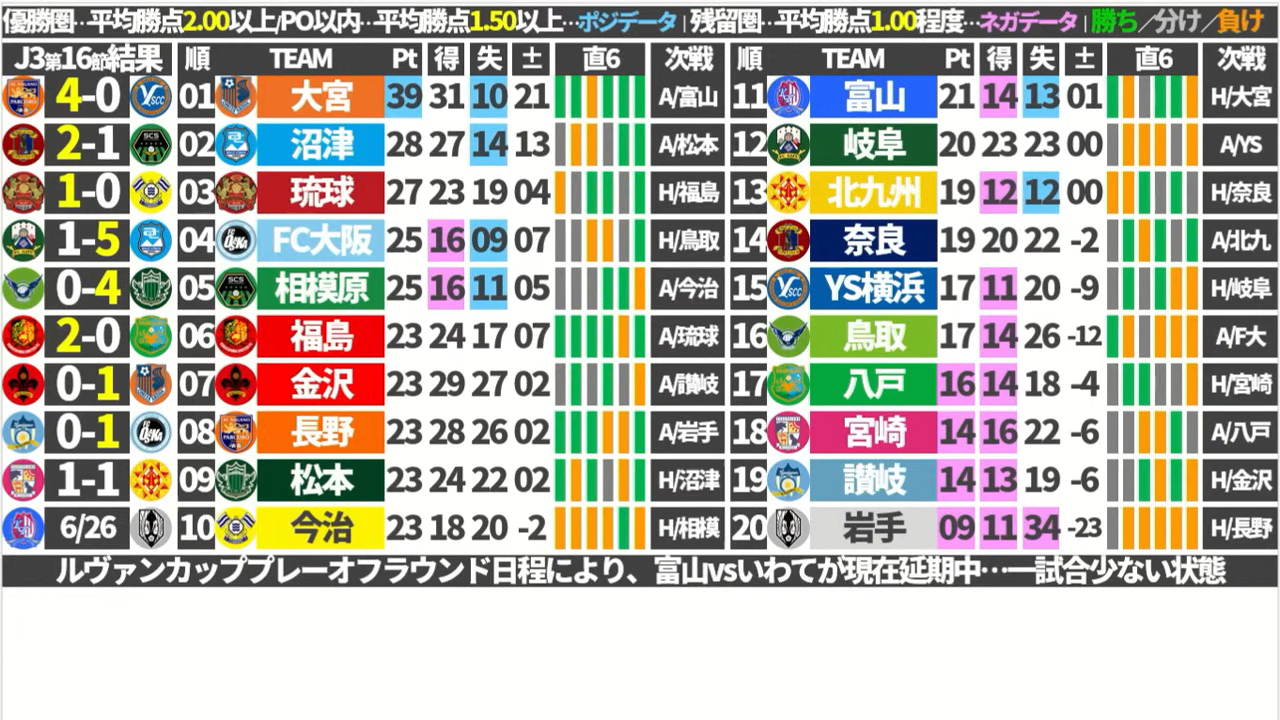 優勝圏…平均勝点2.00以上/PO以内…平均勝点1.50以上…ポジデータ | 残留圏…平均勝点1.00程度…ネガデータ | 勝ち／分け／負け
J3第16節結果 順 TEAM Pt 得 失 ± 直6 次戦 順 TEAM Pt 得 失 ± 直6 次戦
4-0 YSCC 01 大宮 39 31 10 21 A/富山 11 富山 21 14 13 01 H/大宮
2-1 SCS 02 沼津 28 27 14 13 A/松本 12 岐阜 20 23 23 00 A/YS
1-0 03 琉球 27 23 19 04 H/福島 13 北九州 19 12 12 00 H/奈良
1-5 04 FC大阪 25 16 09 07 H/鳥取 14 奈良 19 20 22 -2 A/北九
0-4 05 SCS 相模原 25 16 11 05 A/今治 15 YSCC YS横浜 17 11 20 -9 H/岐阜
2-0 06 福島 23 24 17 07 A/琉球 16 鳥取 17 14 26 -12 A/F大
0-1 07 金沢 23 29 27 02 A/讃岐 17 八戸 16 14 18 -4 H/宮崎
0-1 08 長野 23 28 26 02 A/岩手 18 宮崎 14 16 22 -6 A/八戸
1-1 09 松本 23 24 22 02 H/沼津 19 讃岐 14 13 19 -6 H/金沢
6/26 10 今治 23 18 20 -2 H/相模 20 岩手 09 11 34 -23 H/長野
ルヴァンカッププレーオフラウンド日程により、富山vsいわてが現在延期中…一試合少ない状態